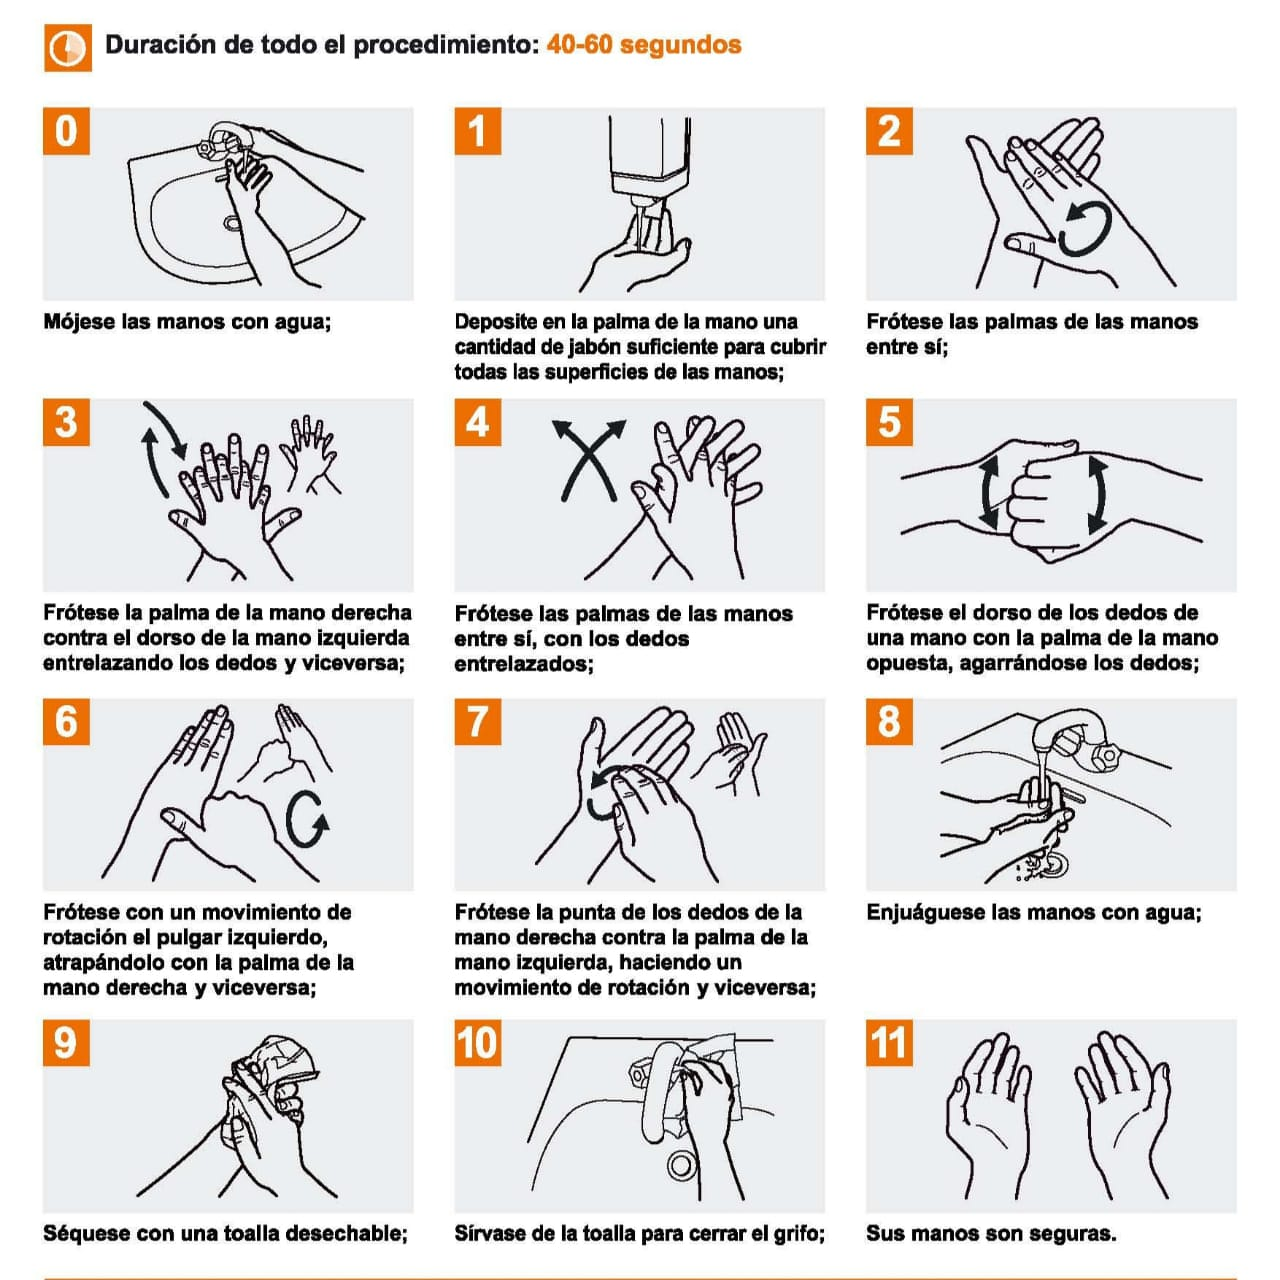 Duración de todo el procedimiento: 40-60 segundos
0
Mójese las manos con agua;
1
Deposite en la palma de la mano una
cantidad de jabón suficiente para cubrir
todas las superficies de las manos;
2
Frótese las palmas de las manos
entre sí;
3
Frótese la palma de la mano derecha
contra el dorso de la mano izquierda
entrelazando los dedos y viceversa;
4
Frótese las palmas de las manos
entre sí, con los dedos
entrelazados;
5
Frótese el dorso de los dedos de
una mano con la palma de la mano
opuesta, agarrándose los dedos;
6
Frótese con un movimiento de
rotación el pulgar izquierdo,
atrapándolo con la palma de la
mano derecha y viceversa;
7
Frótese la punta de los dedos de la
mano derecha contra la palma de la
mano izquierda, haciendo un
movimiento de rotación y viceversa;
8
Enjuáguese las manos con agua;
9
Séquese con una toalla desechable;
10
Sírvase de la toalla para cerrar el grifo;
11
Sus manos son seguras.